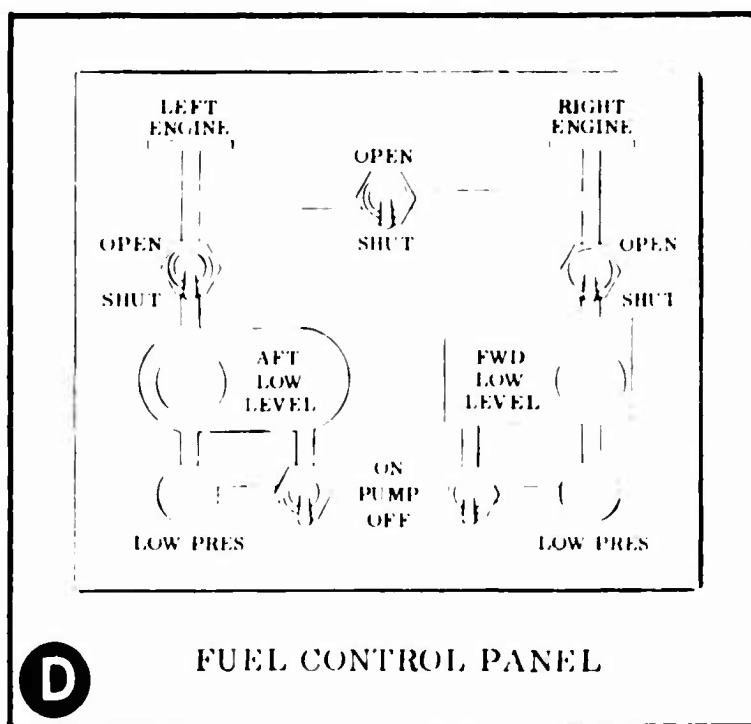 LEFT
ENGINE
RIGHT
ENGINE
OPEN
SHUT
OPEN
SHUT
OPEN
SHUT
AFT
LOW
LEVEL
FWD
LOW
LEVEL
ON
PUMP
OFF
LOW PRES
LOW PRES
D
FUEL CONTROL PANEL